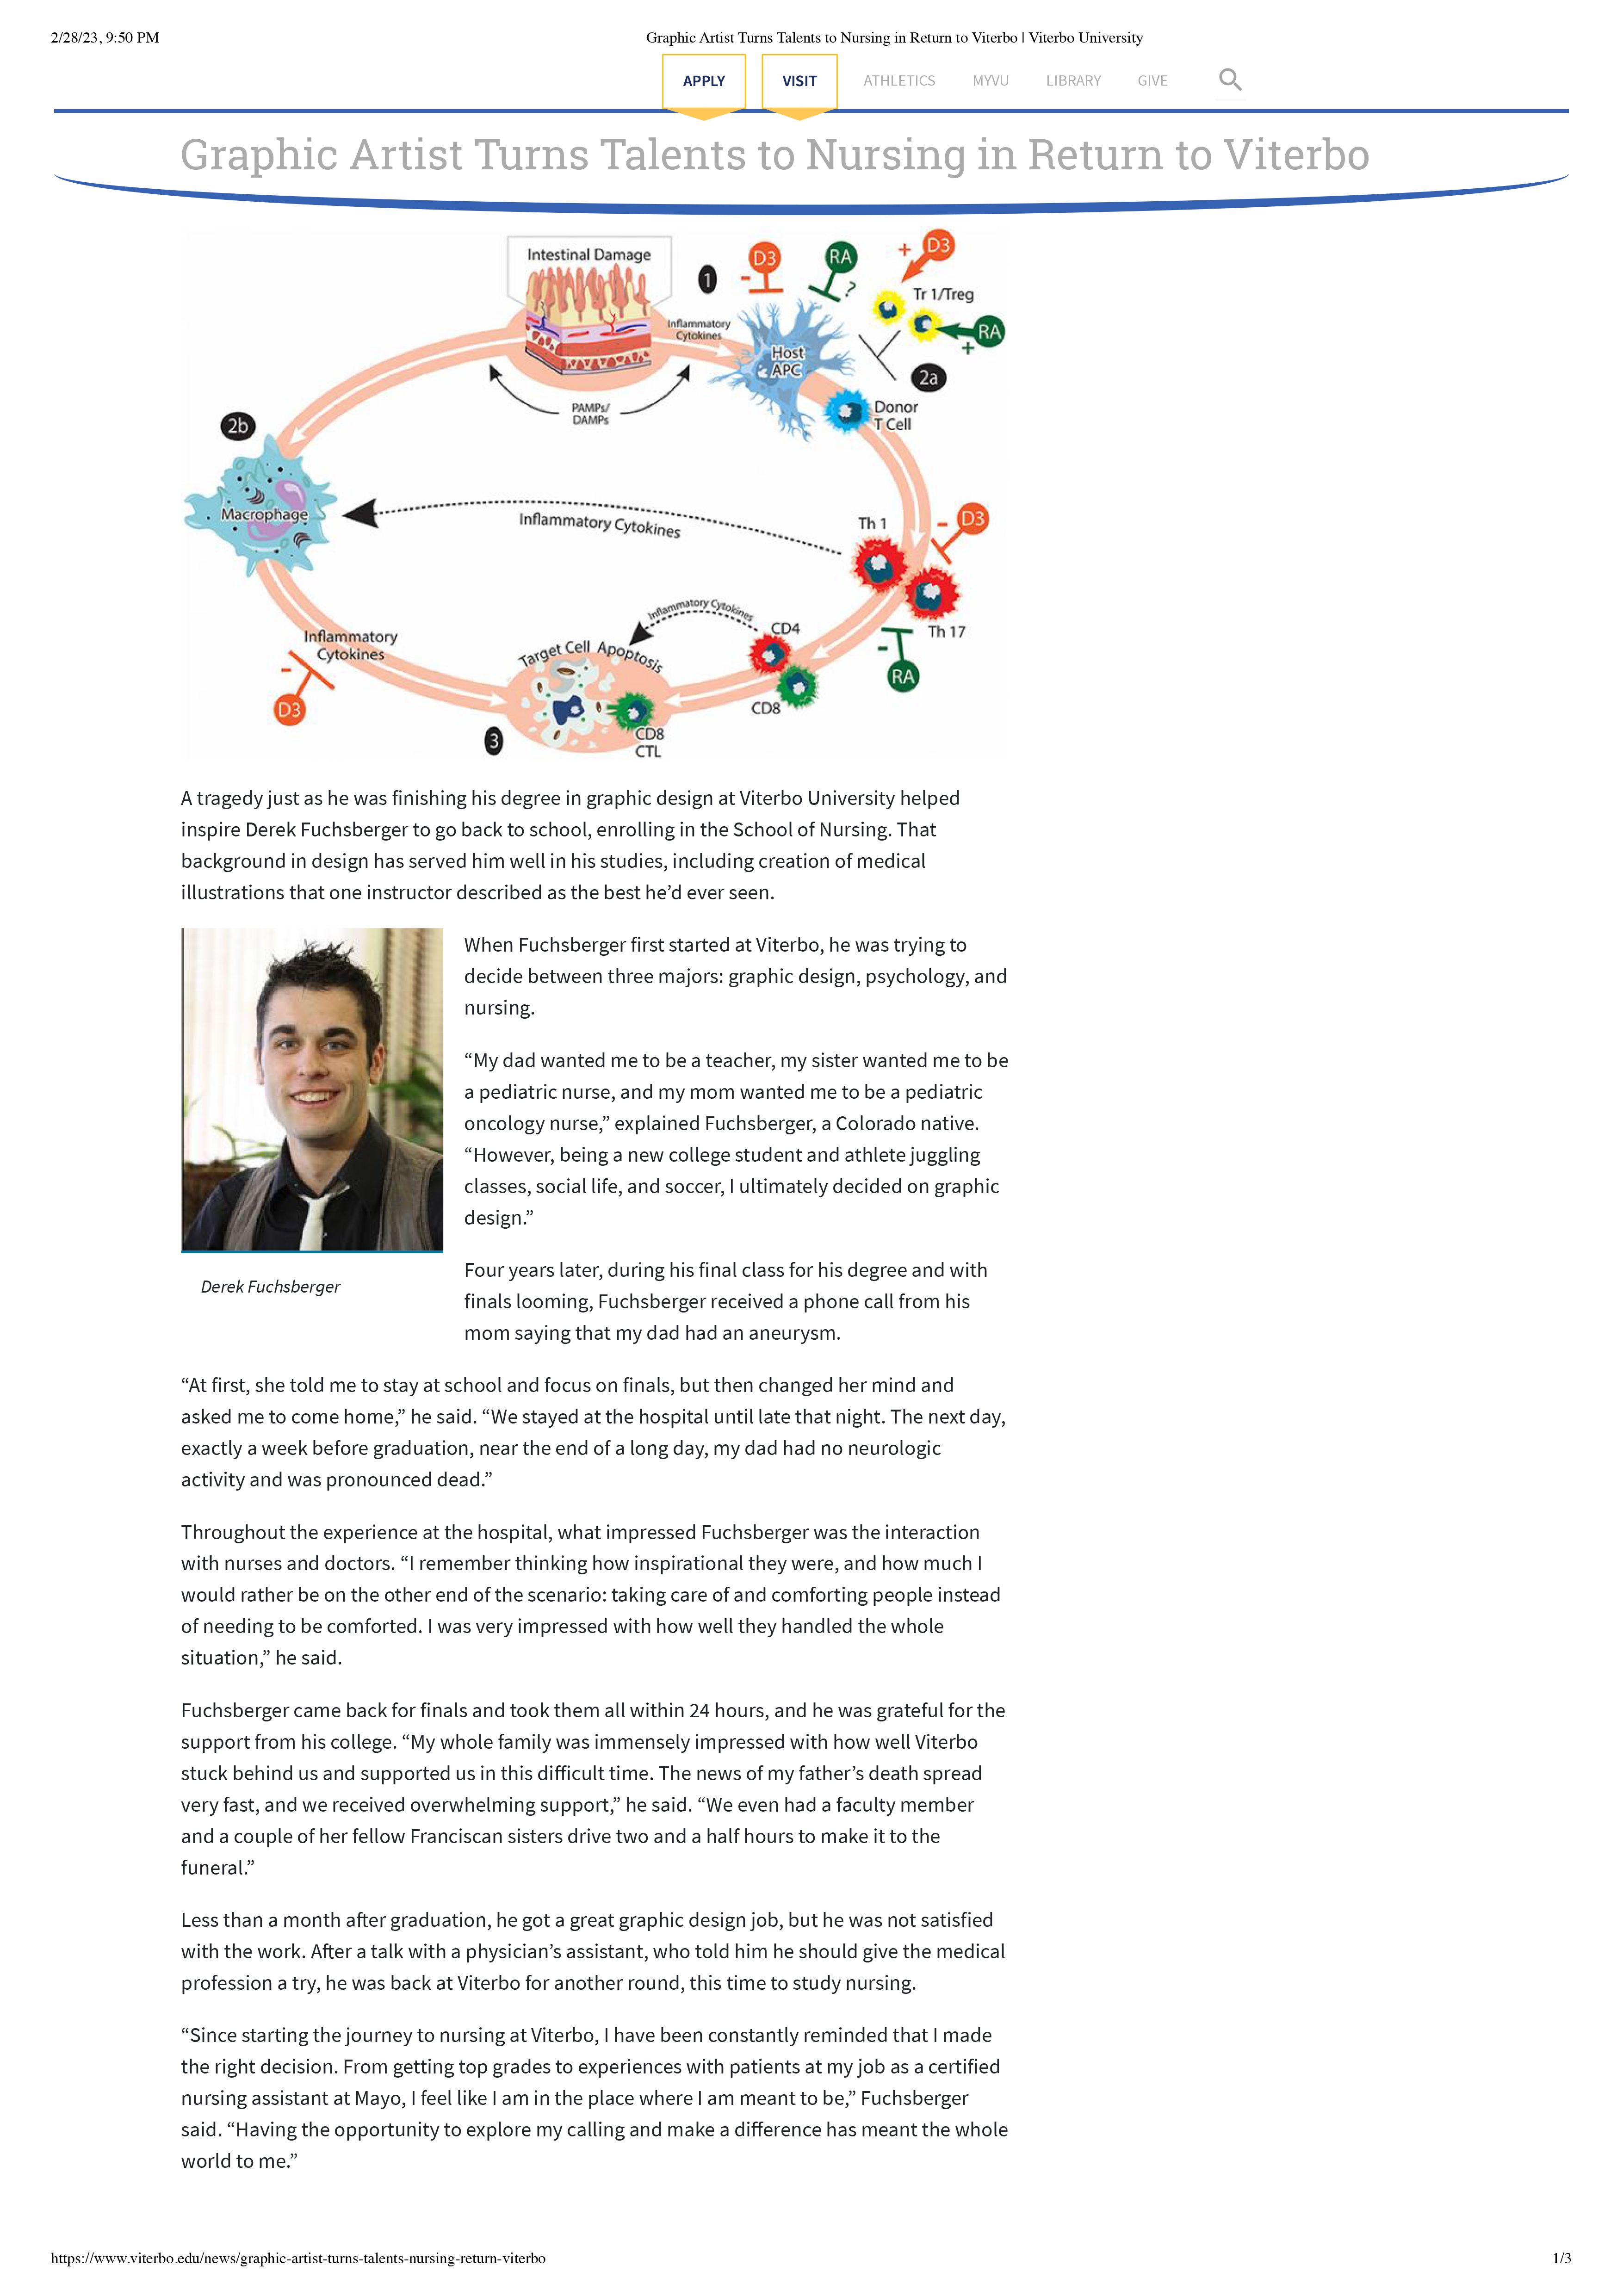 2/28/23, 9:50 PM
Graphic Artist Turns Talents to Nursing in Return to Viterbo | Viterbo University
APPLY
VISIT
ATHLETICS
MYVU
LIBRARY
GIVE
Graphic Artist Turns Talents to Nursing in Return to Viterbo
Intestinal Damage
1
- D3
RA
?
+ D3
Tr 1/Treg
RA
+
Inflammatory
Cytokines
Host
APC
2a
PAMPs/
DAMPs
Donor
T Cell
2b
Macrophage
Inflammatory Cytokines
Th 1
- D3
Th 17
Inflammatory Cytokines
CD4
- RA
Inflammatory
Cytokines
- D3
Target Cell Apoptosis
CD8
3
CD8
CTL
A tragedy just as he was finishing his degree in graphic design at Viterbo University helped
inspire Derek Fuchsberger to go back to school, enrolling in the School of Nursing. That
background in design has served him well in his studies, including creation of medical
illustrations that one instructor described as the best he’d ever seen.
When Fuchsberger first started at Viterbo, he was trying to
decide between three majors: graphic design, psychology, and
nursing.
“My dad wanted me to be a teacher, my sister wanted me to be
a pediatric nurse, and my mom wanted me to be a pediatric
oncology nurse,” explained Fuchsberger, a Colorado native.
“However, being a new college student and athlete juggling
classes, social life, and soccer, I ultimately decided on graphic
design.”
Derek Fuchsberger
Four years later, during his final class for his degree and with
finals looming, Fuchsberger received a phone call from his
mom saying that my dad had an aneurysm.
“At first, she told me to stay at school and focus on finals, but then changed her mind and
asked me to come home,” he said. “We stayed at the hospital until late that night. The next day,
exactly a week before graduation, near the end of a long day, my dad had no neurologic
activity and was pronounced dead.”
Throughout the experience at the hospital, what impressed Fuchsberger was the interaction
with nurses and doctors. “I remember thinking how inspirational they were, and how much I
would rather be on the other end of the scenario: taking care of and comforting people instead
of needing to be comforted. I was very impressed with how well they handled the whole
situation,” he said.
Fuchsberger came back for finals and took them all within 24 hours, and he was grateful for the
support from his college. “My whole family was immensely impressed with how well Viterbo
stuck behind us and supported us in this difficult time. The news of my father’s death spread
very fast, and we received overwhelming support,” he said. “We even had a faculty member
and a couple of her fellow Franciscan sisters drive two and a half hours to make it to the
funeral.”
Less than a month after graduation, he got a great graphic design job, but he was not satisfied
with the work. After a talk with a physician’s assistant, who told him he should give the medical
profession a try, he was back at Viterbo for another round, this time to study nursing.
“Since starting the journey to nursing at Viterbo, I have been constantly reminded that I made
the right decision. From getting top grades to experiences with patients at my job as a certified
nursing assistant at Mayo, I feel like I am in the place where I am meant to be,” Fuchsberger
said. “Having the opportunity to explore my calling and make a difference has meant the whole
world to me.”
https://www.viterbo.edu/news/graphic-artist-turns-talents-nursing-return-viterbo
1/3